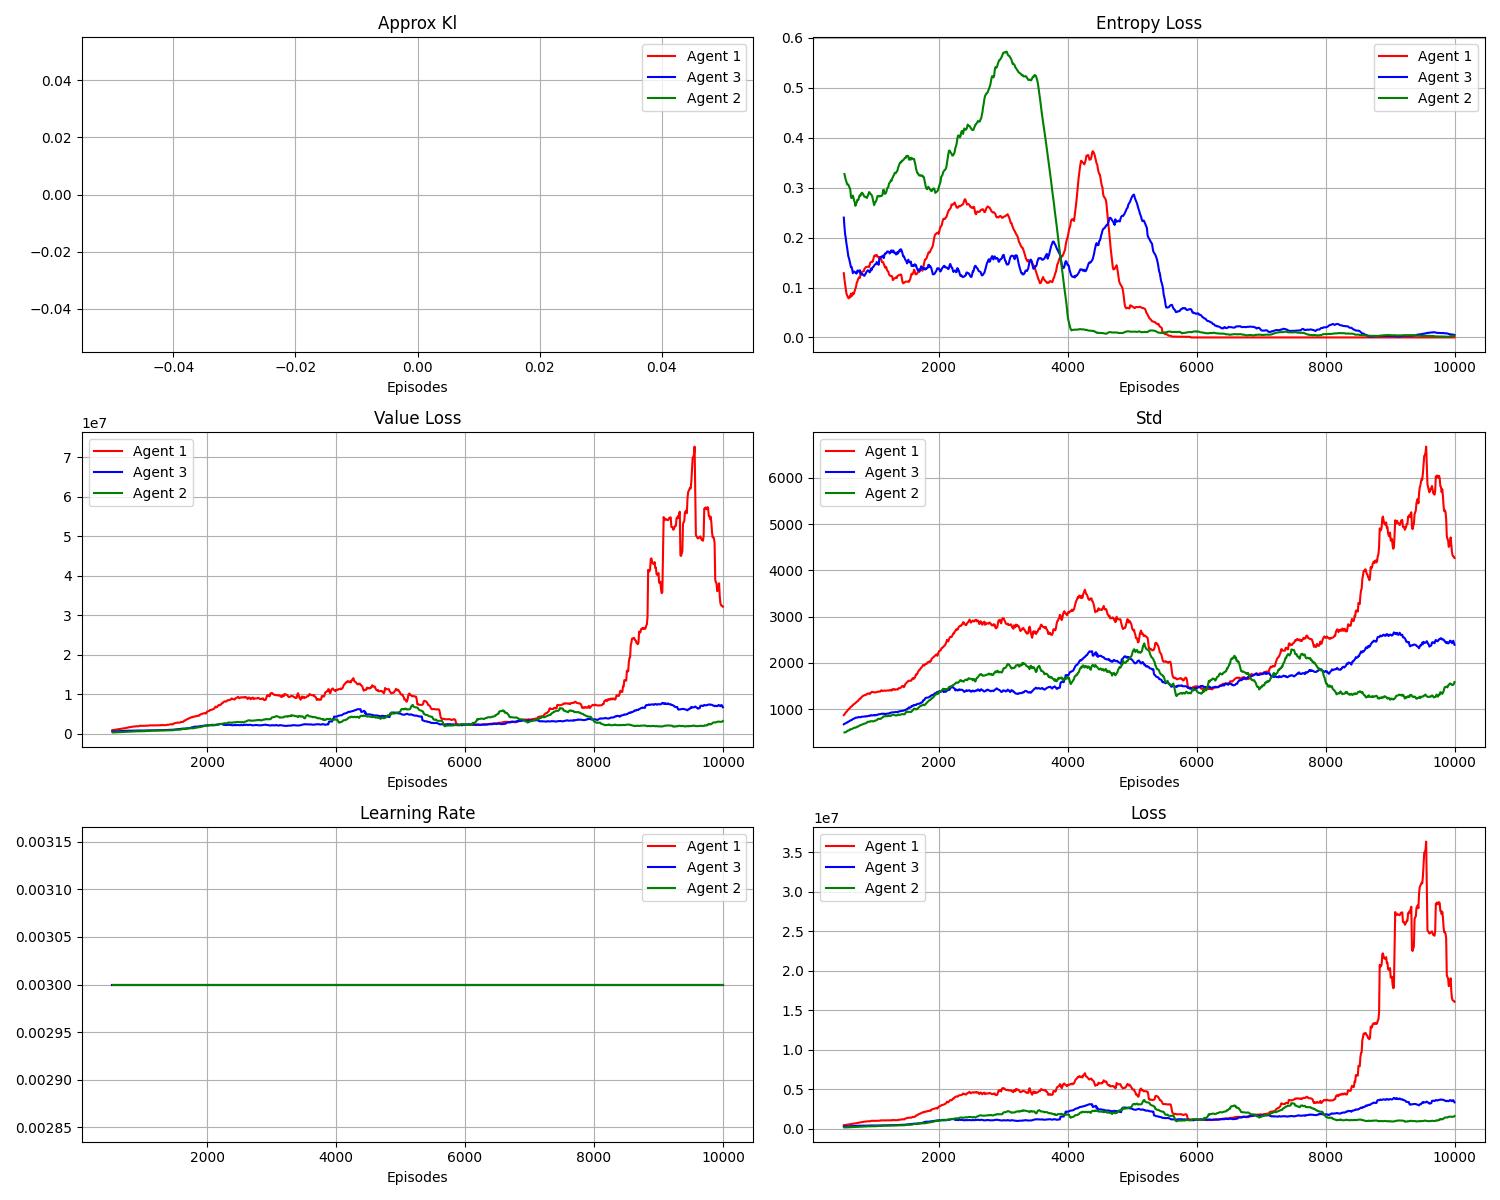 Approx Kl
0.04
0.02
0.00
−0.02
−0.04
−0.04
−0.02
0.00
0.02
0.04
Episodes
Agent 1
Agent 3
Agent 2
Entropy Loss
0.6
0.5
0.4
0.3
0.2
0.1
0.0
2000
4000
6000
8000
10000
Episodes
Agent 1
Agent 3
Agent 2
Value Loss
1e7
7
6
5
4
3
2
1
0
2000
4000
6000
8000
10000
Episodes
Agent 1
Agent 3
Agent 2
Std
6000
5000
4000
3000
2000
1000
2000
4000
6000
8000
10000
Episodes
Agent 1
Agent 3
Agent 2
Learning Rate
0.00315
0.00310
0.00305
0.00300
0.00295
0.00290
0.00285
2000
4000
6000
8000
10000
Episodes
Agent 1
Agent 3
Agent 2
Loss
1e7
3.5
3.0
2.5
2.0
1.5
1.0
0.5
0.0
2000
4000
6000
8000
10000
Episodes
Agent 1
Agent 3
Agent 2